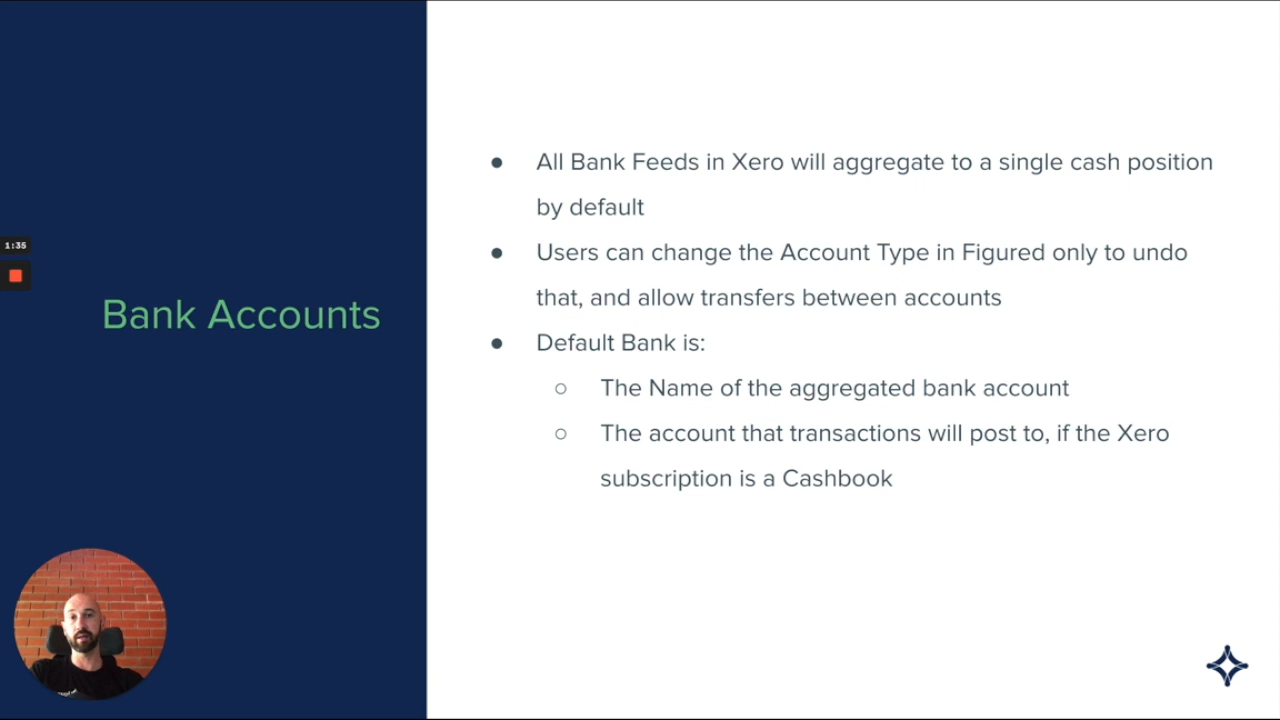 All Bank Feeds in Xero will aggregate to a single cash position
by default
Users can change the Account Type in Figured only to undo
that, and allow transfers between accounts
Default Bank is:
The Name of the aggregated bank account
The account that transactions will post to, if the Xero
subscription is a Cashbook
1:35
Bank Accounts